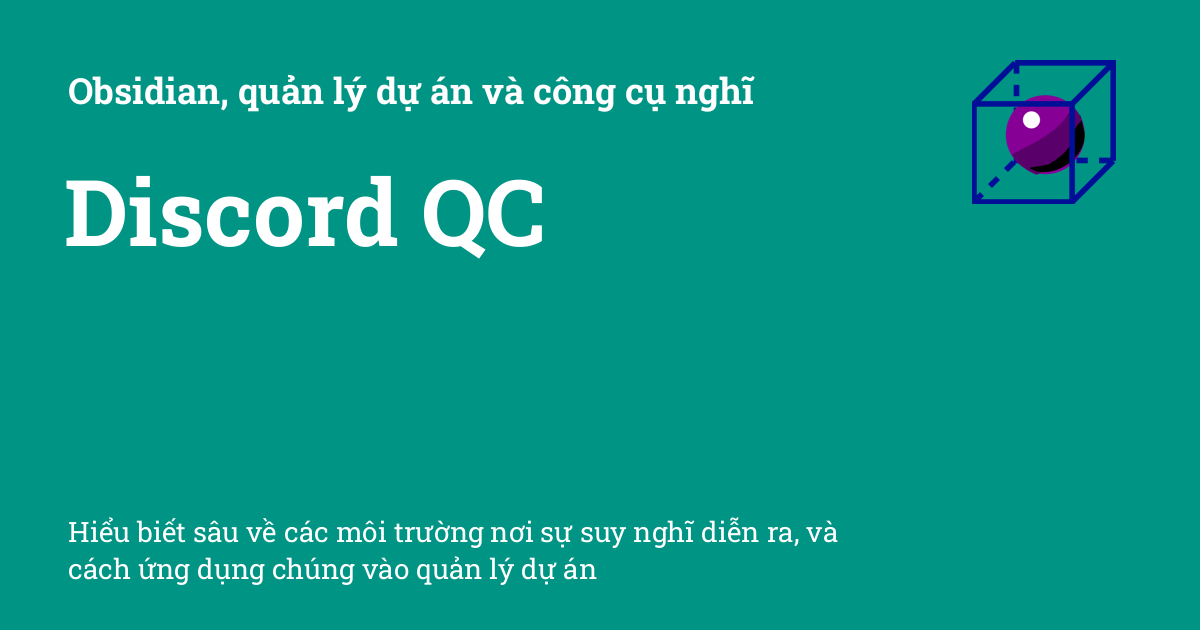 Obsidian, quản lý dự án và công cụ nghĩ
Discord QC
Hiểu biết sâu về các môi trường nơi sự suy nghĩ diễn ra, và
cách ứng dụng chúng vào quản lý dự án